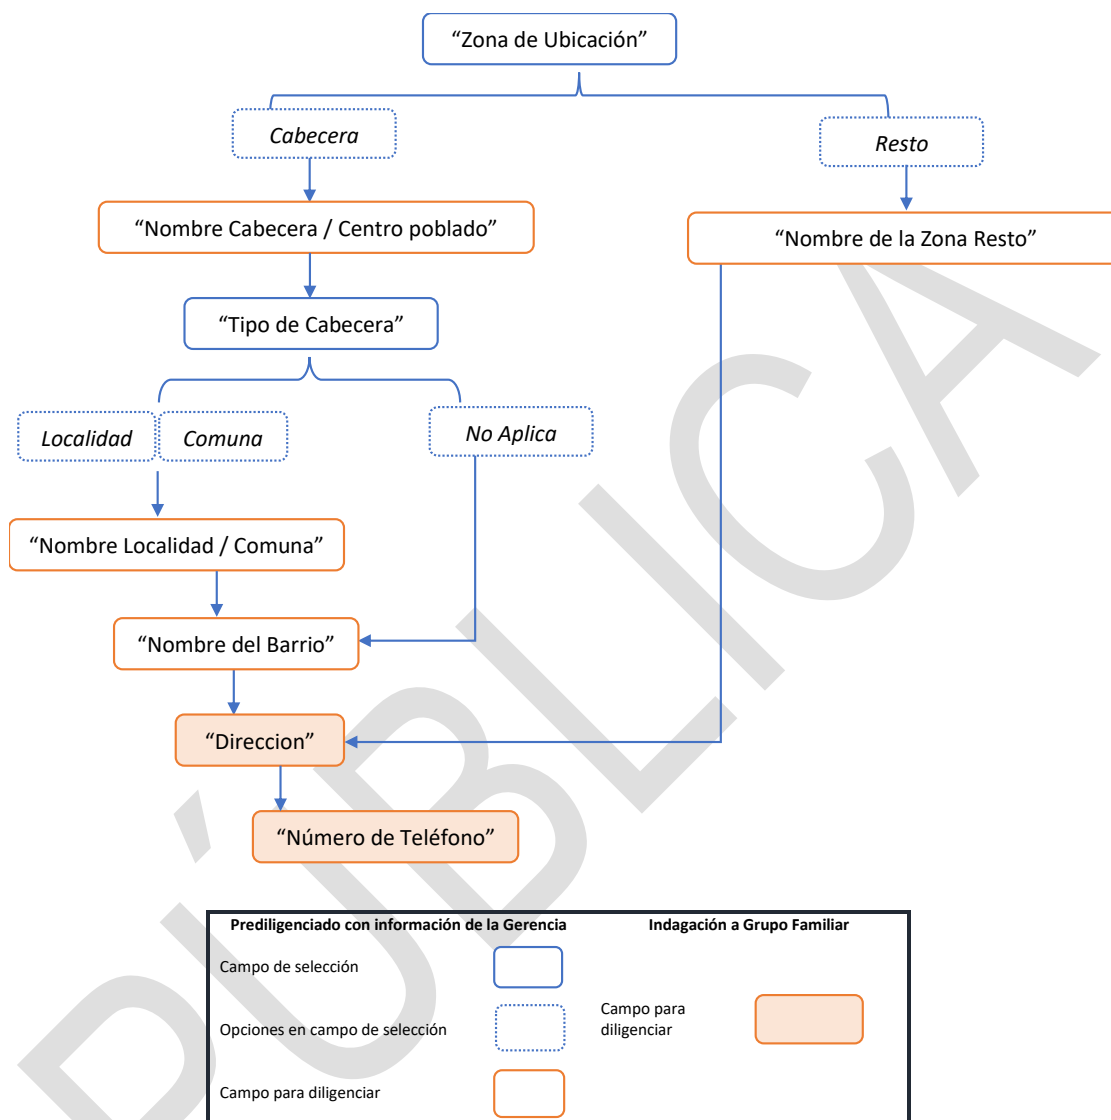 “Zona de Ubicación”
Cabecera
Resto
“Nombre Cabecera / Centro poblado”
“Nombre de la Zona Resto”
“Tipo de Cabecera”
Localidad
Comuna
No Aplica
“Nombre Localidad / Comuna”
“Nombre del Barrio”
“Direccion”
“Número de Teléfono”
Prediligenciado con información de la Gerencia
Indagación a Grupo Familiar
Campo de selección
Opciones en campo de selección
Campo para
diligenciar
Campo para diligenciar
PÚBLICA